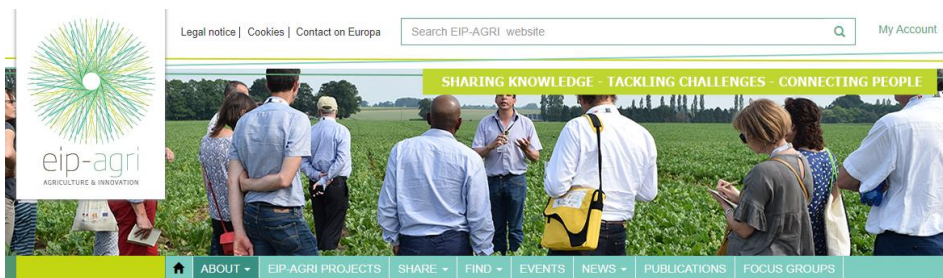 Legal notice | Cookies | Contact on Europa
Search EIP-AGRI website
My Account
SHARING KNOWLEDGE - TACKLING CHALLENGES - CONNECTING PEOPLE
eip-agri
AGRICULTURE & INNOVATION
ABOUT EIP-AGRI PROJECTS SHARE FIND EVENTS NEWS PUBLICATIONS FOCUS GROUPS